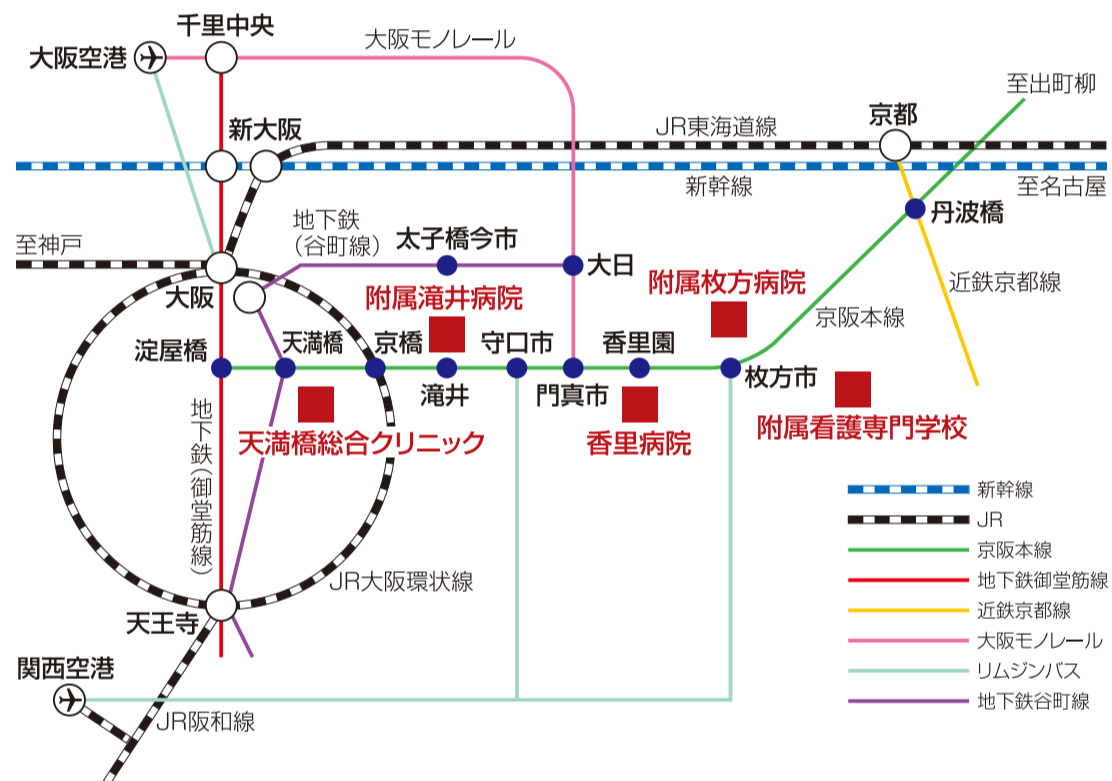 千里中央
大阪モノレール
大阪空港
至出町柳
京都
新大阪
JR東海道線
新幹線
至名古屋
丹波橋
地下鉄
（谷町線）
太子橋今市
至神戸
大日
大阪
附属滝井病院
附属枚方病院
近鉄京都線
京阪本線
淀屋橋
天満橋
京橋
守口市
香里園
滝井
門真市
枚方市
地下鉄（御堂筋線）
天満橋総合クリニック
香里病院
附属看護専門学校
JR大阪環状線
天王寺
関西空港
JR阪和線
新幹線
JR
京阪本線
地下鉄御堂筋線
近鉄京都線
大阪モノレール
リムジンバス
地下鉄谷町線